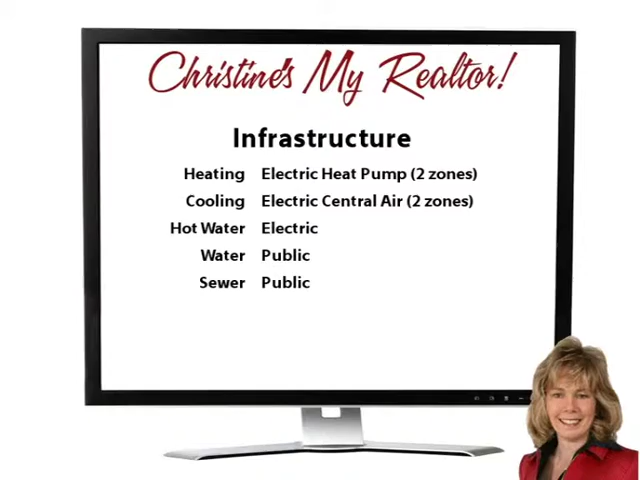 Christine's My Realtor!
Infrastructure
Heating Electric Heat Pump (2 zones)
Cooling Electric Central Air (2 zones)
Hot Water Electric
Water Public
Sewer Public